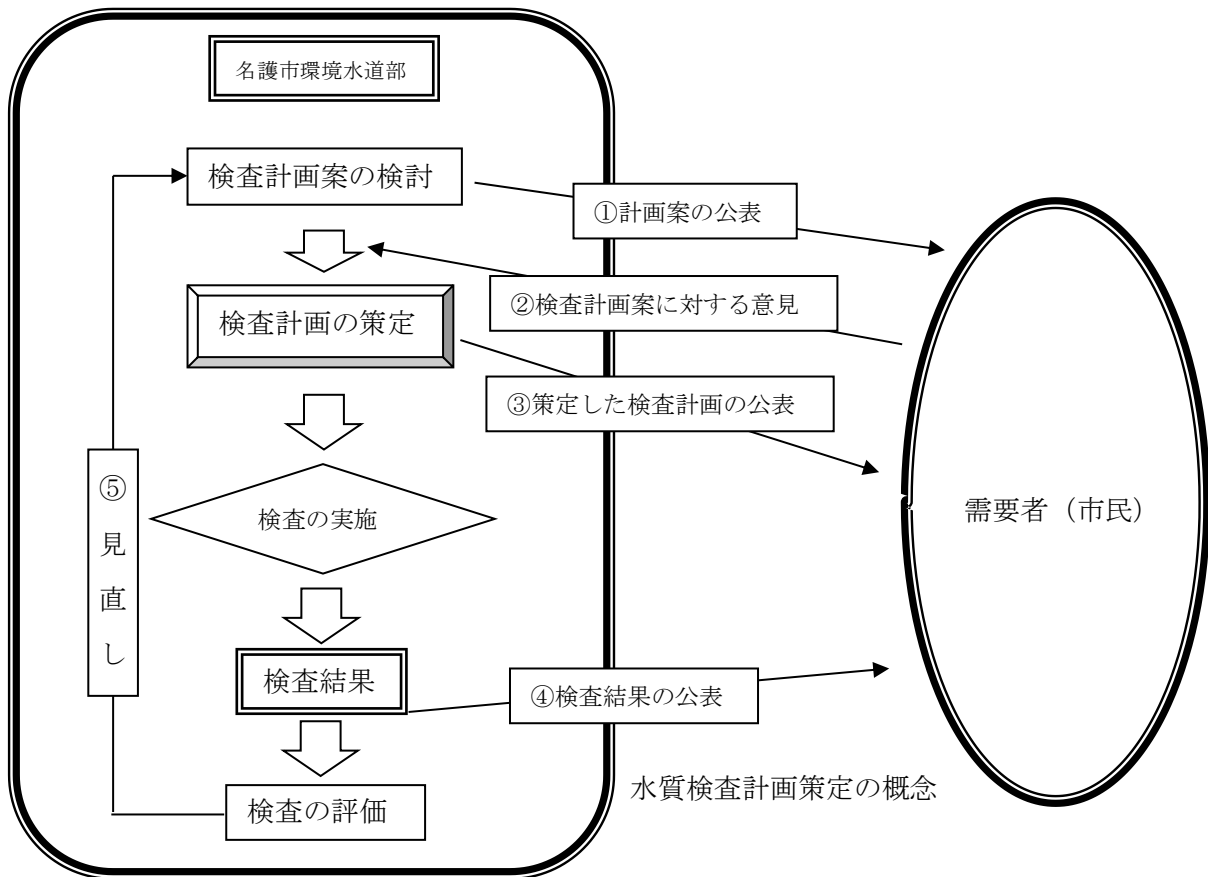 名護市環境水道部
検査計画案の検討
①計画案の公表
②検査計画案に対する意見
検査計画の策定
③策定した検査計画の公表
⑤見直し
検査の実施
需要者（市民）
検査結果
④検査結果の公表
水質検査計画策定の概念
検査の評価